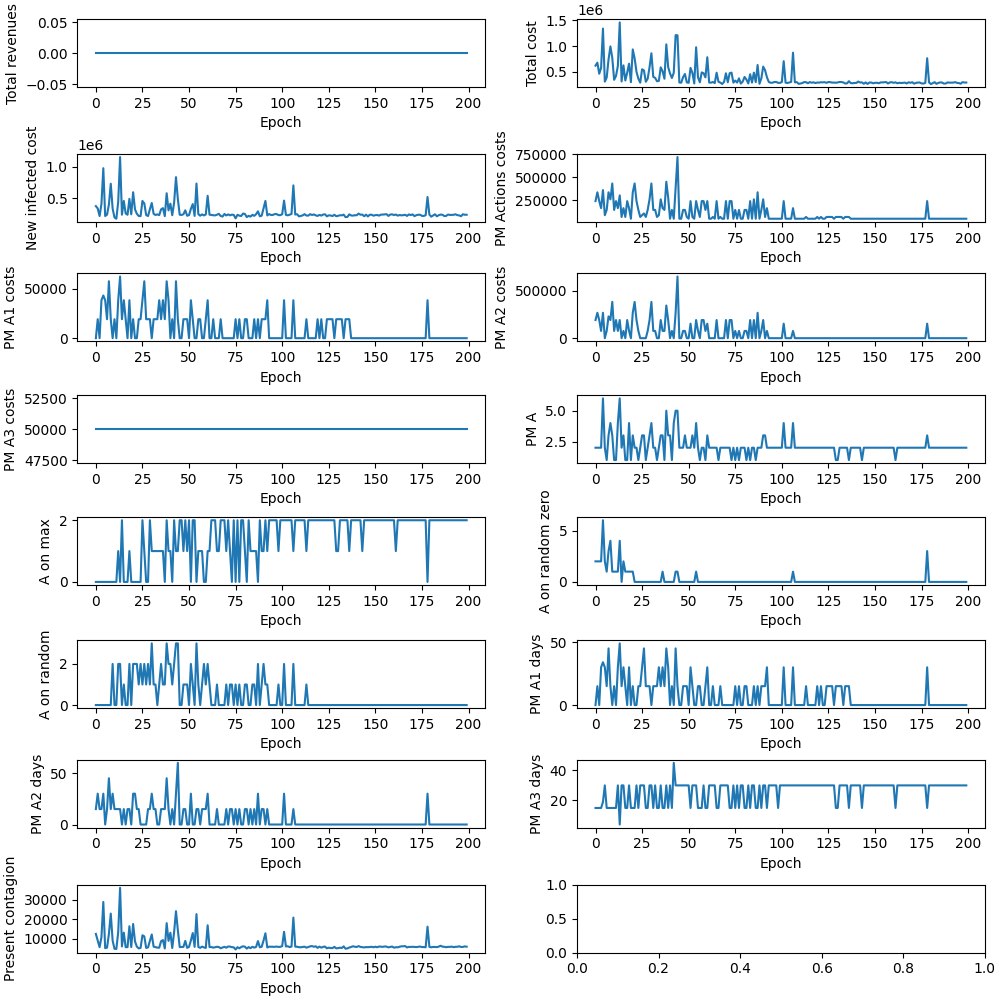 Total revenues
0.05
0.00
−0.05
0 25 50 75 100 125 150 175 200
Epoch
1e6
Total cost
1.5
1.0
0.5
0 25 50 75 100 125 150 175 200
Epoch
1e6
New infected cost
1.0
0.5
0 25 50 75 100 125 150 175 200
Epoch
PM Actions costs
750000
500000
250000
0 25 50 75 100 125 150 175 200
Epoch
PM A1 costs
50000
0
0 25 50 75 100 125 150 175 200
Epoch
PM A2 costs
500000
0
0 25 50 75 100 125 150 175 200
Epoch
PM A3 costs
52500
50000
47500
0 25 50 75 100 125 150 175 200
Epoch
PM A
5.0
2.5
0 25 50 75 100 125 150 175 200
Epoch
A on max
2
0
0 25 50 75 100 125 150 175 200
Epoch
A on random zero
5
0
0 25 50 75 100 125 150 175 200
Epoch
A on random
2
0
0 25 50 75 100 125 150 175 200
Epoch
PM A1 days
50
0
0 25 50 75 100 125 150 175 200
Epoch
PM A2 days
50
0
0 25 50 75 100 125 150 175 200
Epoch
PM A3 days
40
20
0 25 50 75 100 125 150 175 200
Epoch
Present contagion
30000
20000
10000
0 25 50 75 100 125 150 175 200
Epoch
1.0
0.5
0.0
0.0 0.2 0.4 0.6 0.8 1.0